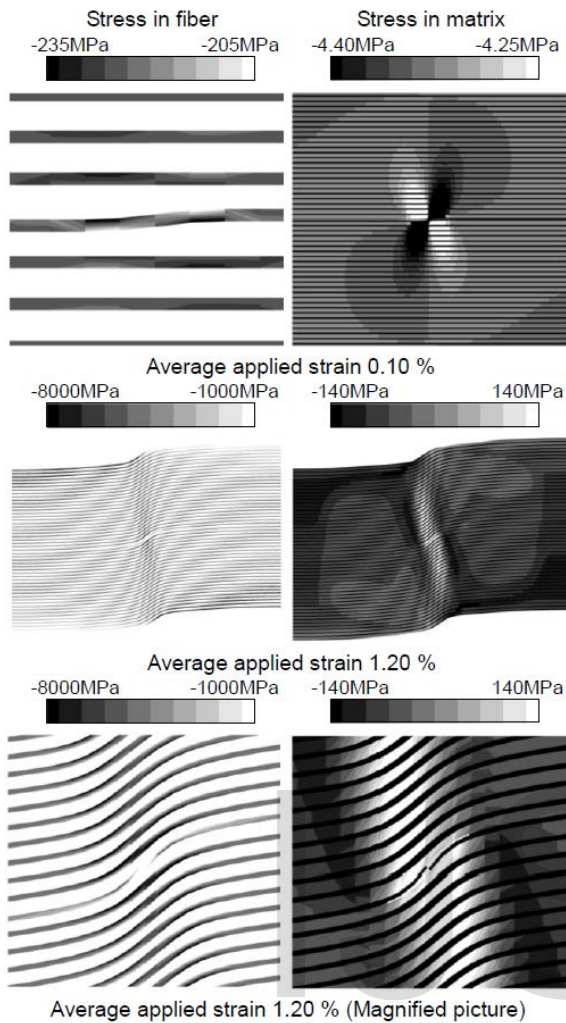 Stress in fiber Stress in matrix
-235MPa -205MPa -4.40MPa -4.25MPa
Average applied strain 0.10 %
-8000MPa -1000MPa -140MPa 140MPa
Average applied strain 1.20 %
-8000MPa -1000MPa -140MPa 140MPa
Average applied strain 1.20 % (Magnified picture)